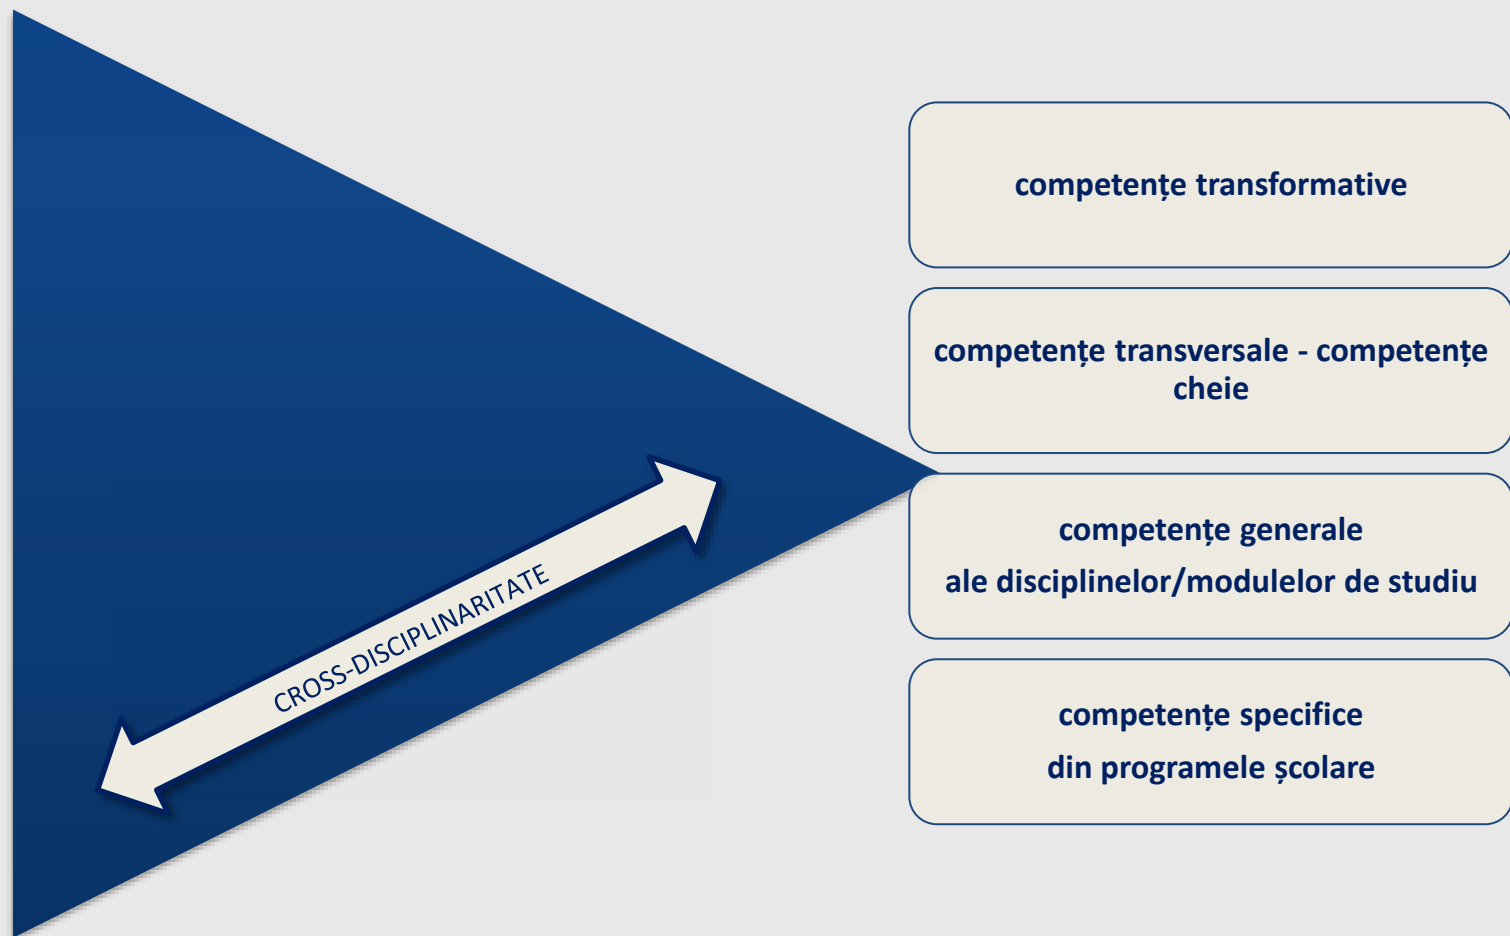 competențe transformative
competențe transversale - competențe
cheie
competențe generale
ale disciplinelor/modulelor de studiu
CROSS-DISCIPLINARITATE
competențe specifice
din programele școlare